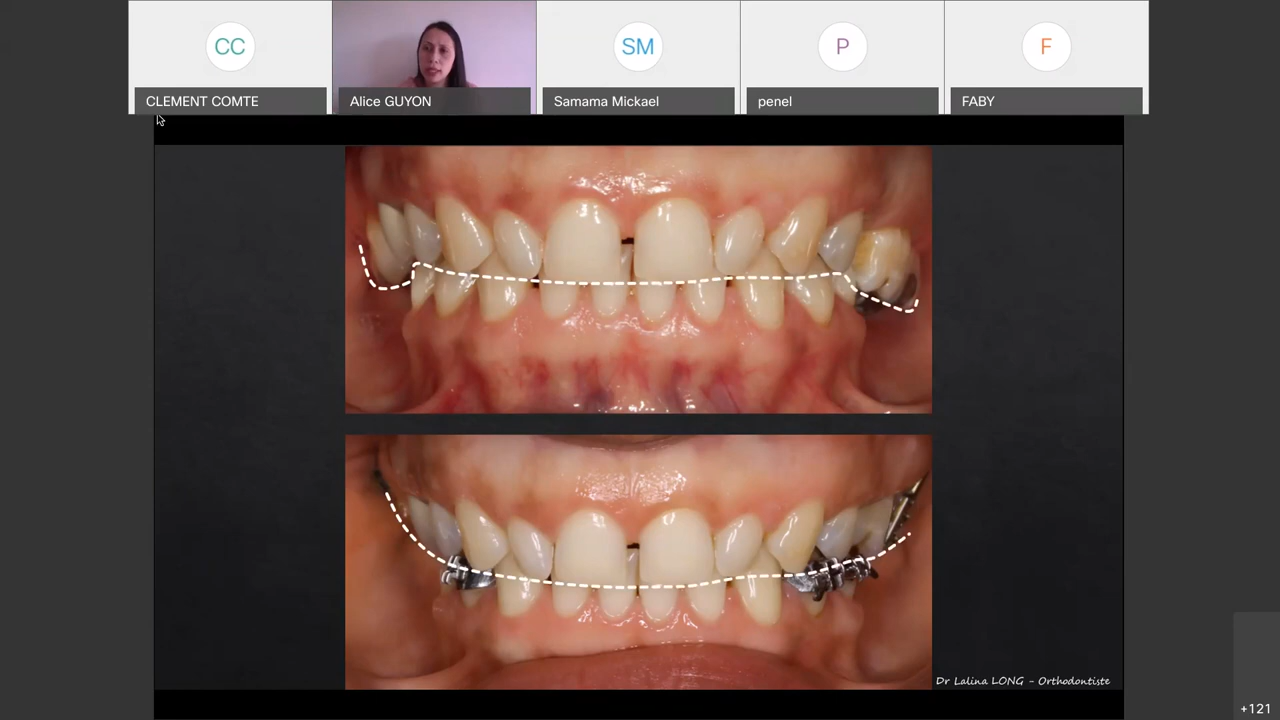 CC
SM
P
F
CLEMENT COMTE
Alice GUYON
Samama Mickael
penel
FABY
Dr Lalina LONG - Orthodontiste
+121